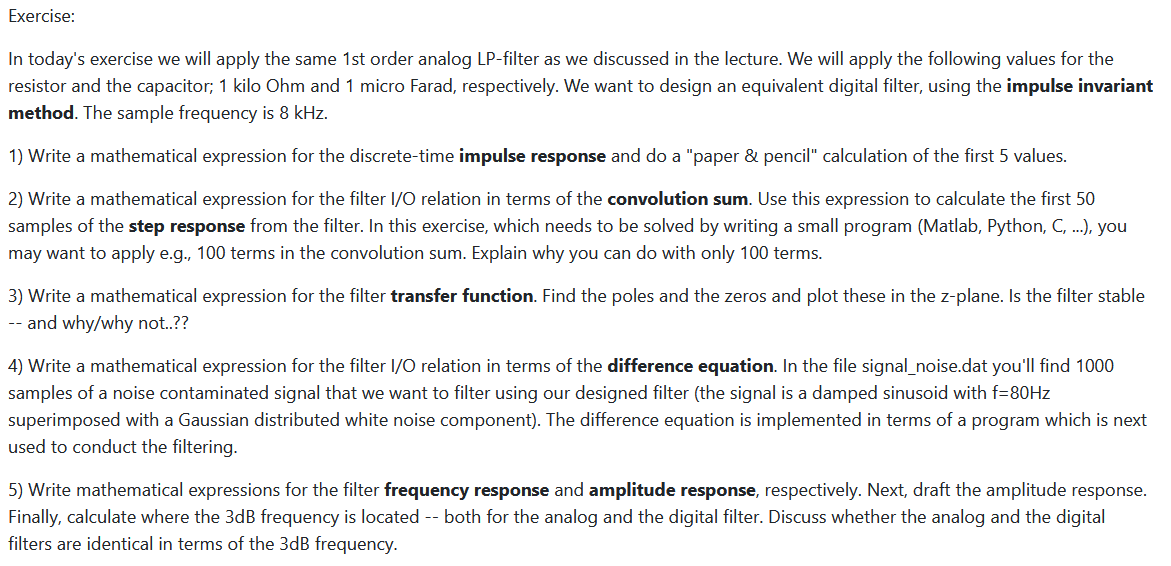 Exercise:
In today's exercise we will apply the same 1st order analog LP-filter as we discussed in the lecture. We will apply the following values for the
resistor and the capacitor; 1 kilo Ohm and 1 micro Farad, respectively. We want to design an equivalent digital filter, using the impulse invariant
method. The sample frequency is 8 kHz.
1) Write a mathematical expression for the discrete-time impulse response and do a "paper & pencil" calculation of the first 5 values.
2) Write a mathematical expression for the filter I/O relation in terms of the convolution sum. Use this expression to calculate the first 50
samples of the step response from the filter. In this exercise, which needs to be solved by writing a small program (Matlab, Python, C, ...), you
may want to apply e.g., 100 terms in the convolution sum. Explain why you can do with only 100 terms.
3) Write a mathematical expression for the filter transfer function. Find the poles and the zeros and plot these in the z-plane. Is the filter stable
-- and why/why not..??
4) Write a mathematical expression for the filter I/O relation in terms of the difference equation. In the file signal_noise.dat you'll find 1000
samples of a noise contaminated signal that we want to filter using our designed filter (the signal is a damped sinusoid with f=80Hz
superimposed with a Gaussian distributed white noise component). The difference equation is implemented in terms of a program which is next
used to conduct the filtering.
5) Write mathematical expressions for the filter frequency response and amplitude response, respectively. Next, draft the amplitude response.
Finally, calculate where the 3dB frequency is located -- both for the analog and the digital filter. Discuss whether the analog and the digital
filters are identical in terms of the 3dB frequency.